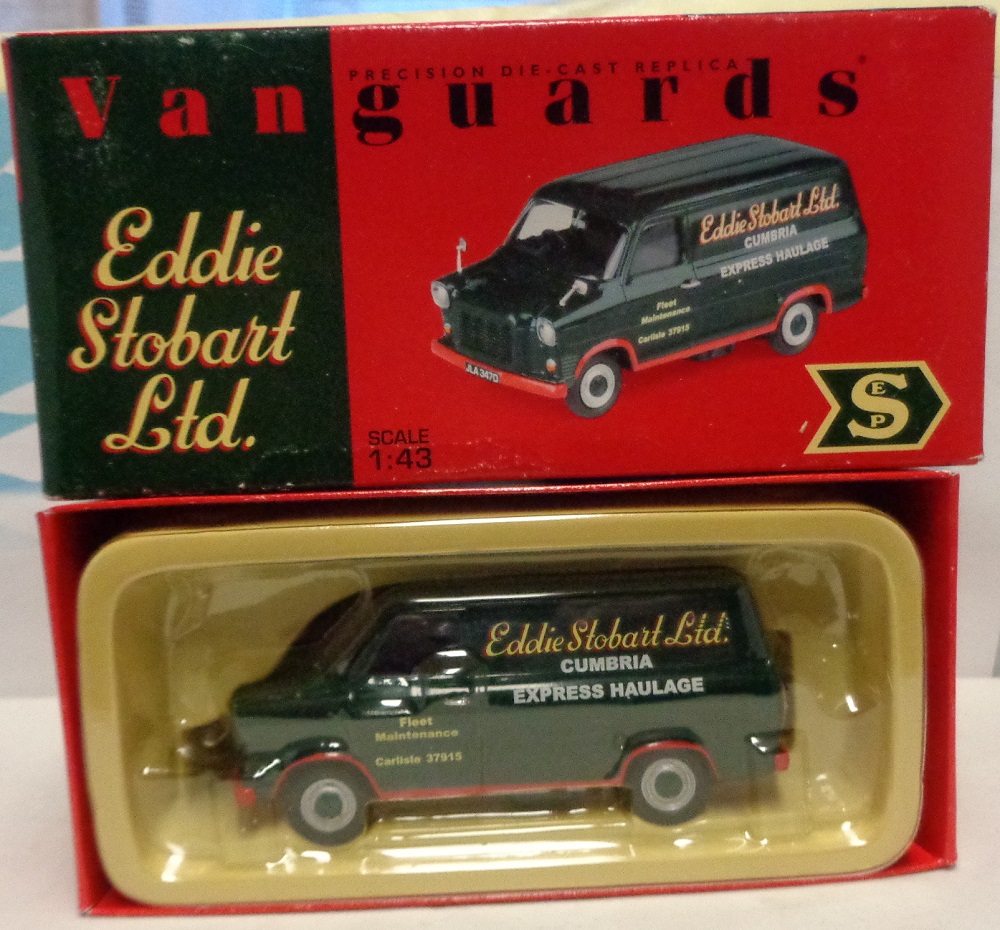 PRECISION DIE-CAST REPLICA
Vanguards
Eddie
Stobart
Ltd.
Eddie Stobart Ltd.
CUMBRIA
EXPRESS HAULAGE
Fleet
Maintenance
Carlisle 37915
JLA 347D
SCALE
1:43
E
S
P
Eddie Stobart Ltd.
CUMBRIA
EXPRESS HAULAGE
Fleet
Maintenance
Carlisle 37915